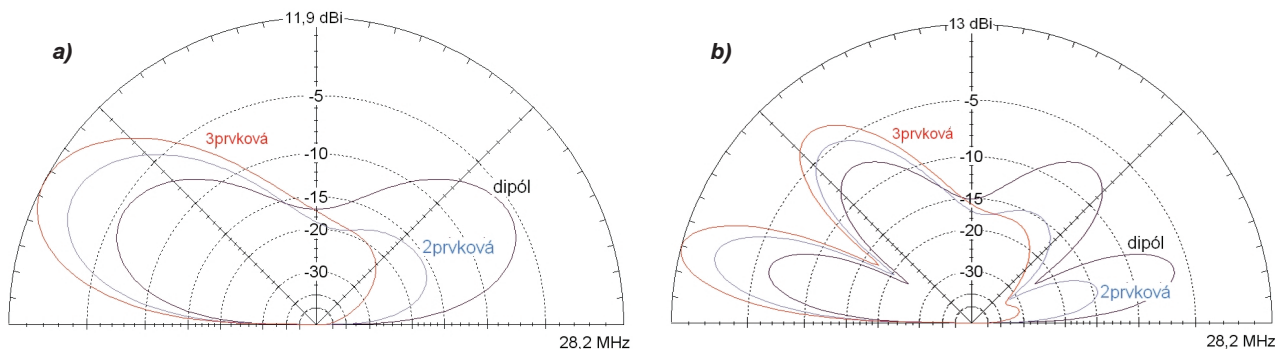 a)
11,9 dBi
-5
3prvková
-10
dipól
-15
-20
2prvková
-30
28,2 MHz
b)
13 dBi
-5
3prvková
-10
-15
dipól
-20
-30
2prvková
28,2 MHz